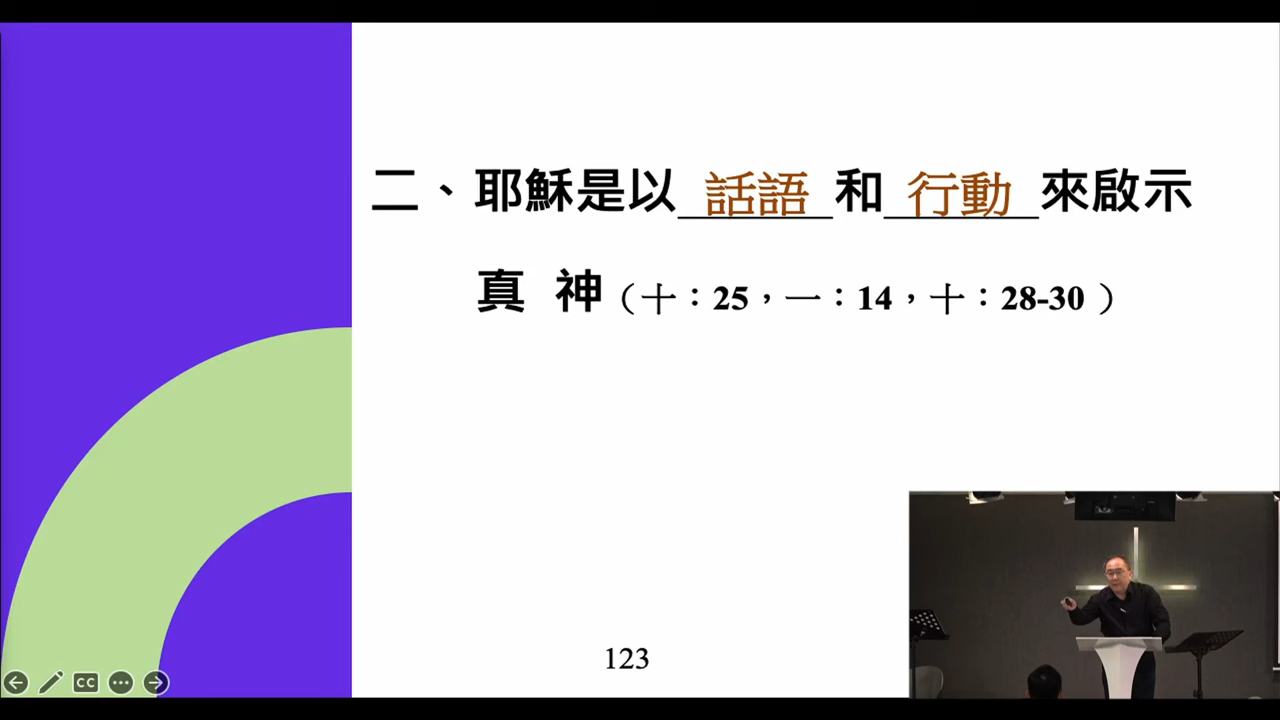 二、耶穌是以 話語 和 行動 來啟示
真 神（十：25，一：14，十：28-30 ）
123
CC